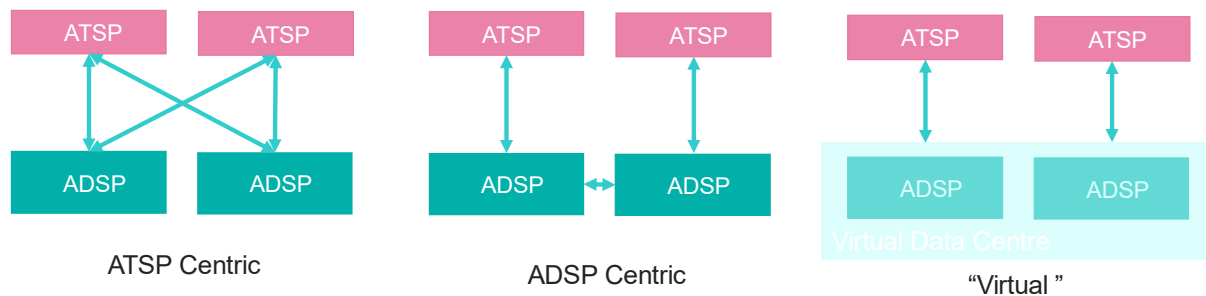 ATSP ATSP
ADSP ADSP
ATSP Centric
ATSP ATSP
ADSP ADSP
ADSP Centric
ATSP ATSP
ADSP ADSP
Virtual Data Centre
“Virtual ”